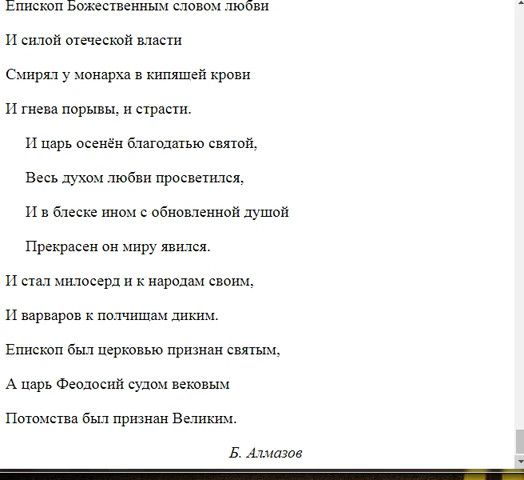 Епископ Божественным словом любви
И силой отеческой власти
Смирял у монарха в кипящей крови
И гнева порывы, и страсти.
И царь осенён благодатью святой,
Весь духом любви просветился,
И в блеске ином с обновленной душой
Прекрасен он миру явился.
И стал милосерд и к народам своим,
И варваров к полчищам диким.
Епископ был церковью признан святым,
А царь Феодосий судом вековым
Потомства был признан Великим.
Б. Алмазов